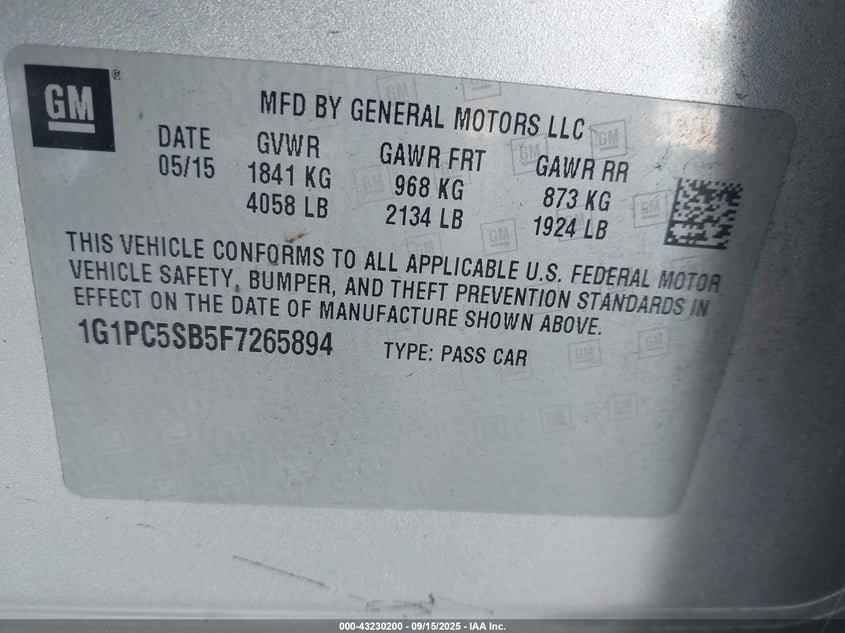 GM
MFD BY GENERAL MOTORS LLC
DATE GVWR GAWR FRT GAWR RR
05/15 1841 KG 968 KG 873 KG
4058 LB 2134 LB 1924 LB
THIS VEHICLE CONFORMS TO ALL APPLICABLE U.S. FEDERAL MOTOR
VEHICLE SAFETY, BUMPER, AND THEFT PREVENTION STANDARDS IN
EFFECT ON THE DATE OF MANUFACTURE SHOWN ABOVE.
1G1PC5SB5F7265894 TYPE: PASS CAR
000-43230200 - 09/15/2025 - IAA Inc.